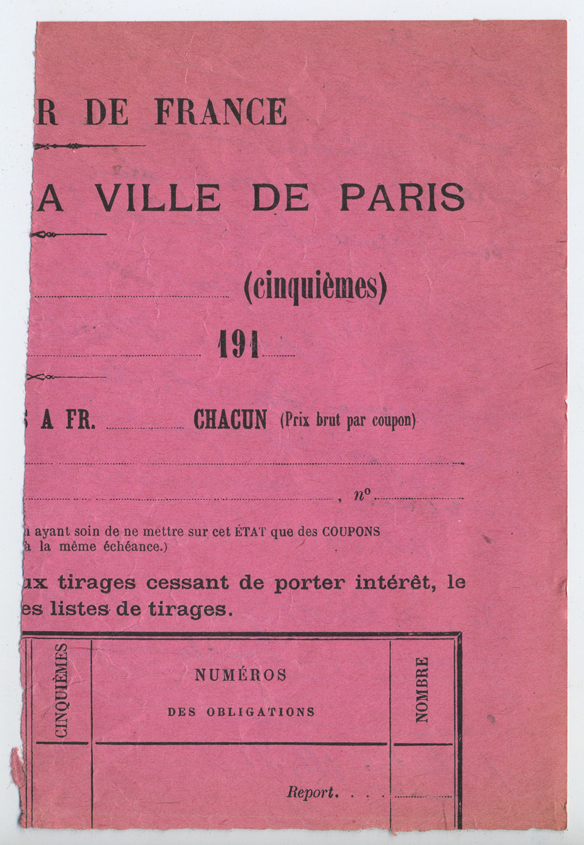 R DE FRANCE
A VILLE DE PARIS
(cinquièmes)
191
A FR. CHACUN (Prix brut par coupon)
, nº
ayant soin de ne mettre sur cet ÉTAT que des COUPONS
à la même échéance.)
ux tirages cessant de porter intérêt, le
es listes de tirages.
CINQUIÈMES
NUMÉROS
DES OBLIGATIONS
NOMBRE
Report. . . .